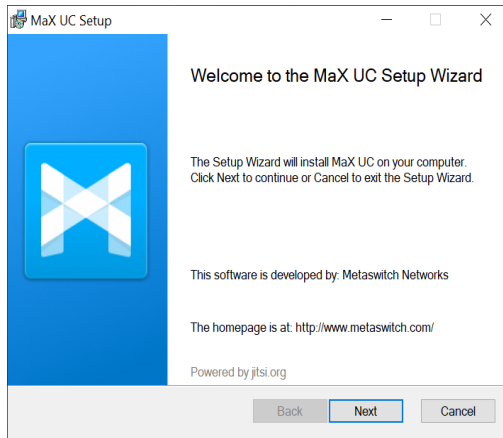 MaX UC Setup
Welcome to the MaX UC Setup Wizard
The Setup Wizard will install MaX UC on your computer.
Click Next to continue or Cancel to exit the Setup Wizard.
This software is developed by: Metaswitch Networks
The homepage is at: http://www.metaswitch.com/
Powered by jitsi.org
Back Next Cancel